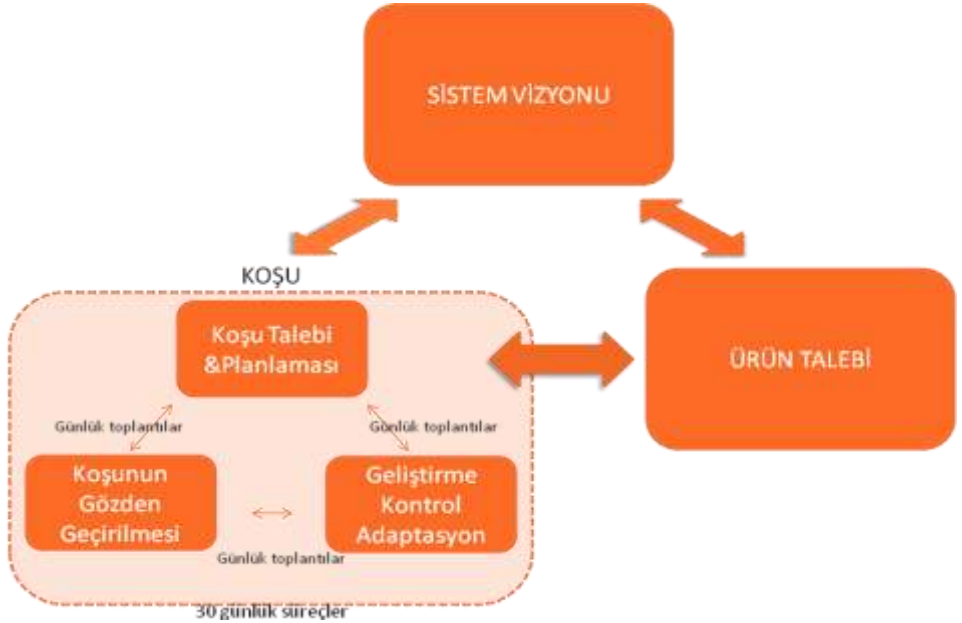 SİSTEM VİZYONU
KOŞU
Koşu Talebi
&Planlaması
ÜRÜN TALEBİ
Günlük toplantılar
Günlük toplantılar
Koşunun
Gözden
Geçirilmesi
Geliştirme
Kontrol
Adaptasyon
Günlük toplantılar
30 günlük süreçler